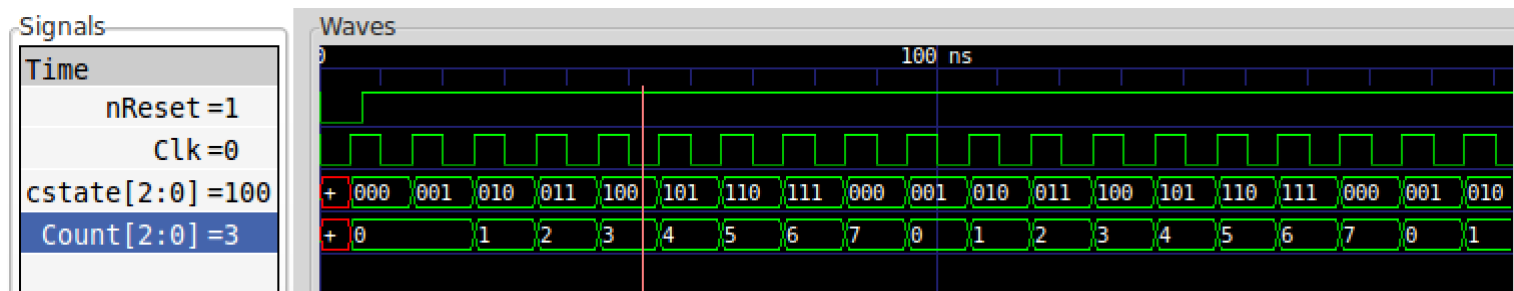 Signals
Waves
Time
0
100 ns
nReset =1
Clk =0
cstate[2:0] =100
+ 000 001 010 011 100 101 110 111 000 001 010 011 100 101 110 111 000 001 010
Count[2:0] =3
+ 0 1 2 3 4 5 6 7 0 1 2 3 4 5 6 7 0 1